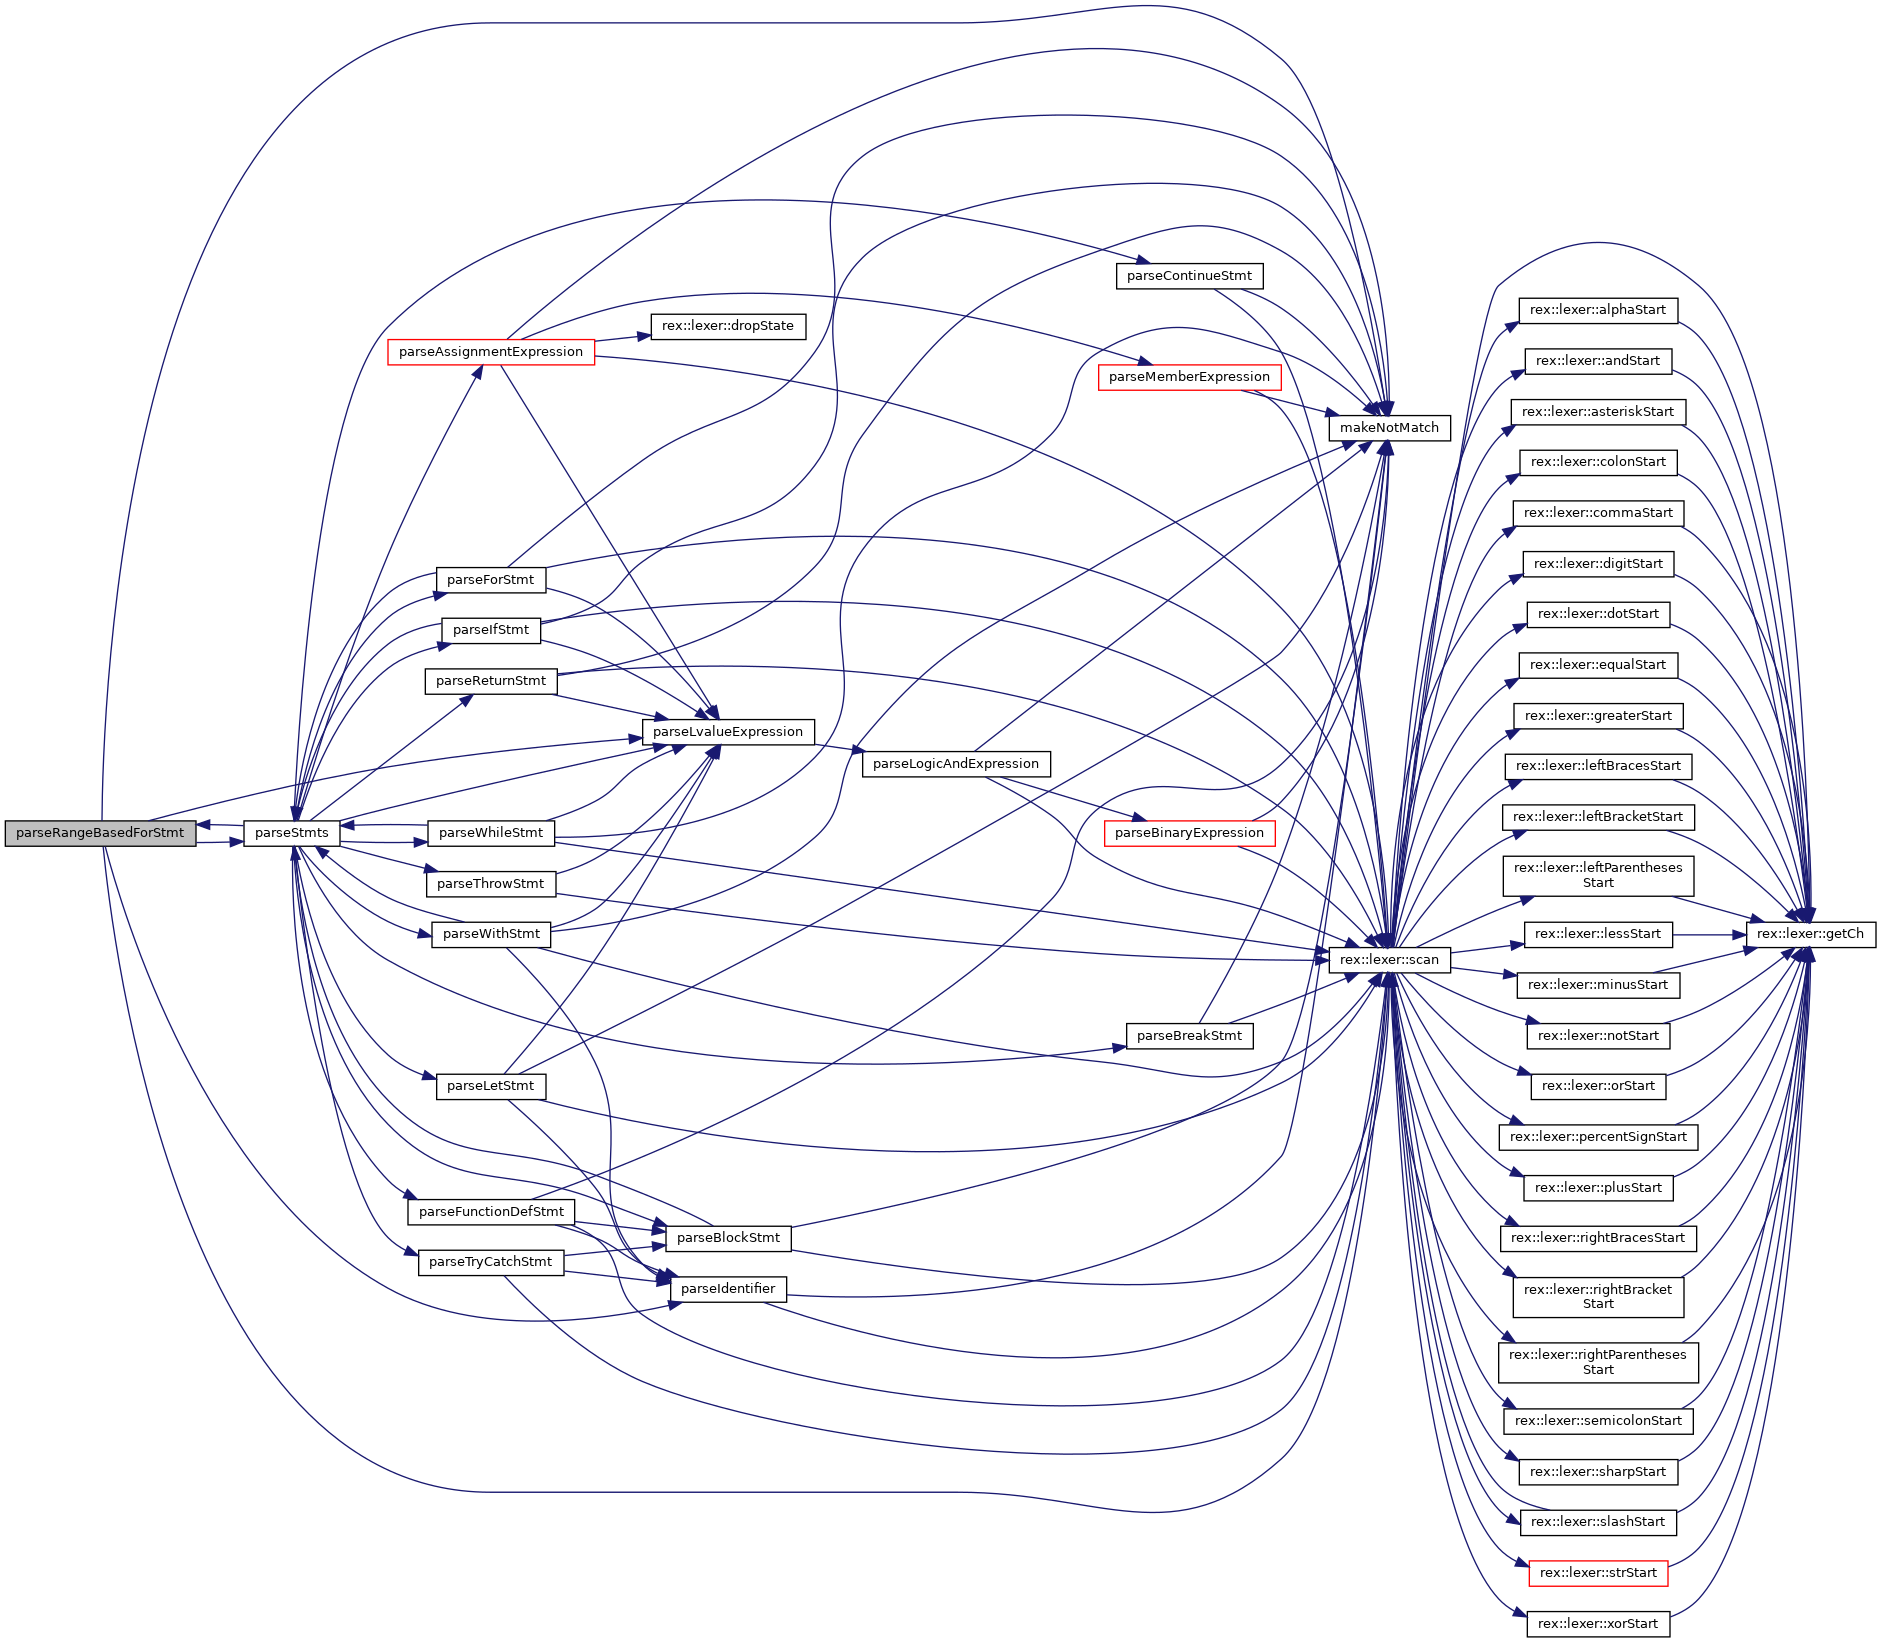 parseRangeBasedForStmt
parseStmts
parseAssignmentExpression
parseForStmt
parseIfStmt
parseReturnStmt
parseWhileStmt
parseThrowStmt
parseWithStmt
parseLetStmt
parseFunctionDefStmt
parseTryCatchStmt
rex::lexer::dropState
parseLvalueExpression
parseBlockStmt
parseIdentifier
parseLogicAndExpression
parseContinueStmt
parseMemberExpression
parseBinaryExpression
parseBreakStmt
makeNotMatch
rex::lexer::scan
rex::lexer::alphaStart
rex::lexer::andStart
rex::lexer::asteriskStart
rex::lexer::colonStart
rex::lexer::commaStart
rex::lexer::digitStart
rex::lexer::dotStart
rex::lexer::equalStart
rex::lexer::greaterStart
rex::lexer::leftBracesStart
rex::lexer::leftBracketStart
rex::lexer::leftParentheses
Start
rex::lexer::lessStart
rex::lexer::minusStart
rex::lexer::notStart
rex::lexer::orStart
rex::lexer::percentSignStart
rex::lexer::plusStart
rex::lexer::rightBracesStart
rex::lexer::rightBracket
Start
rex::lexer::rightParentheses
Start
rex::lexer::semicolonStart
rex::lexer::sharpStart
rex::lexer::slashStart
rex::lexer::strStart
rex::lexer::xorStart
rex::lexer::getCh